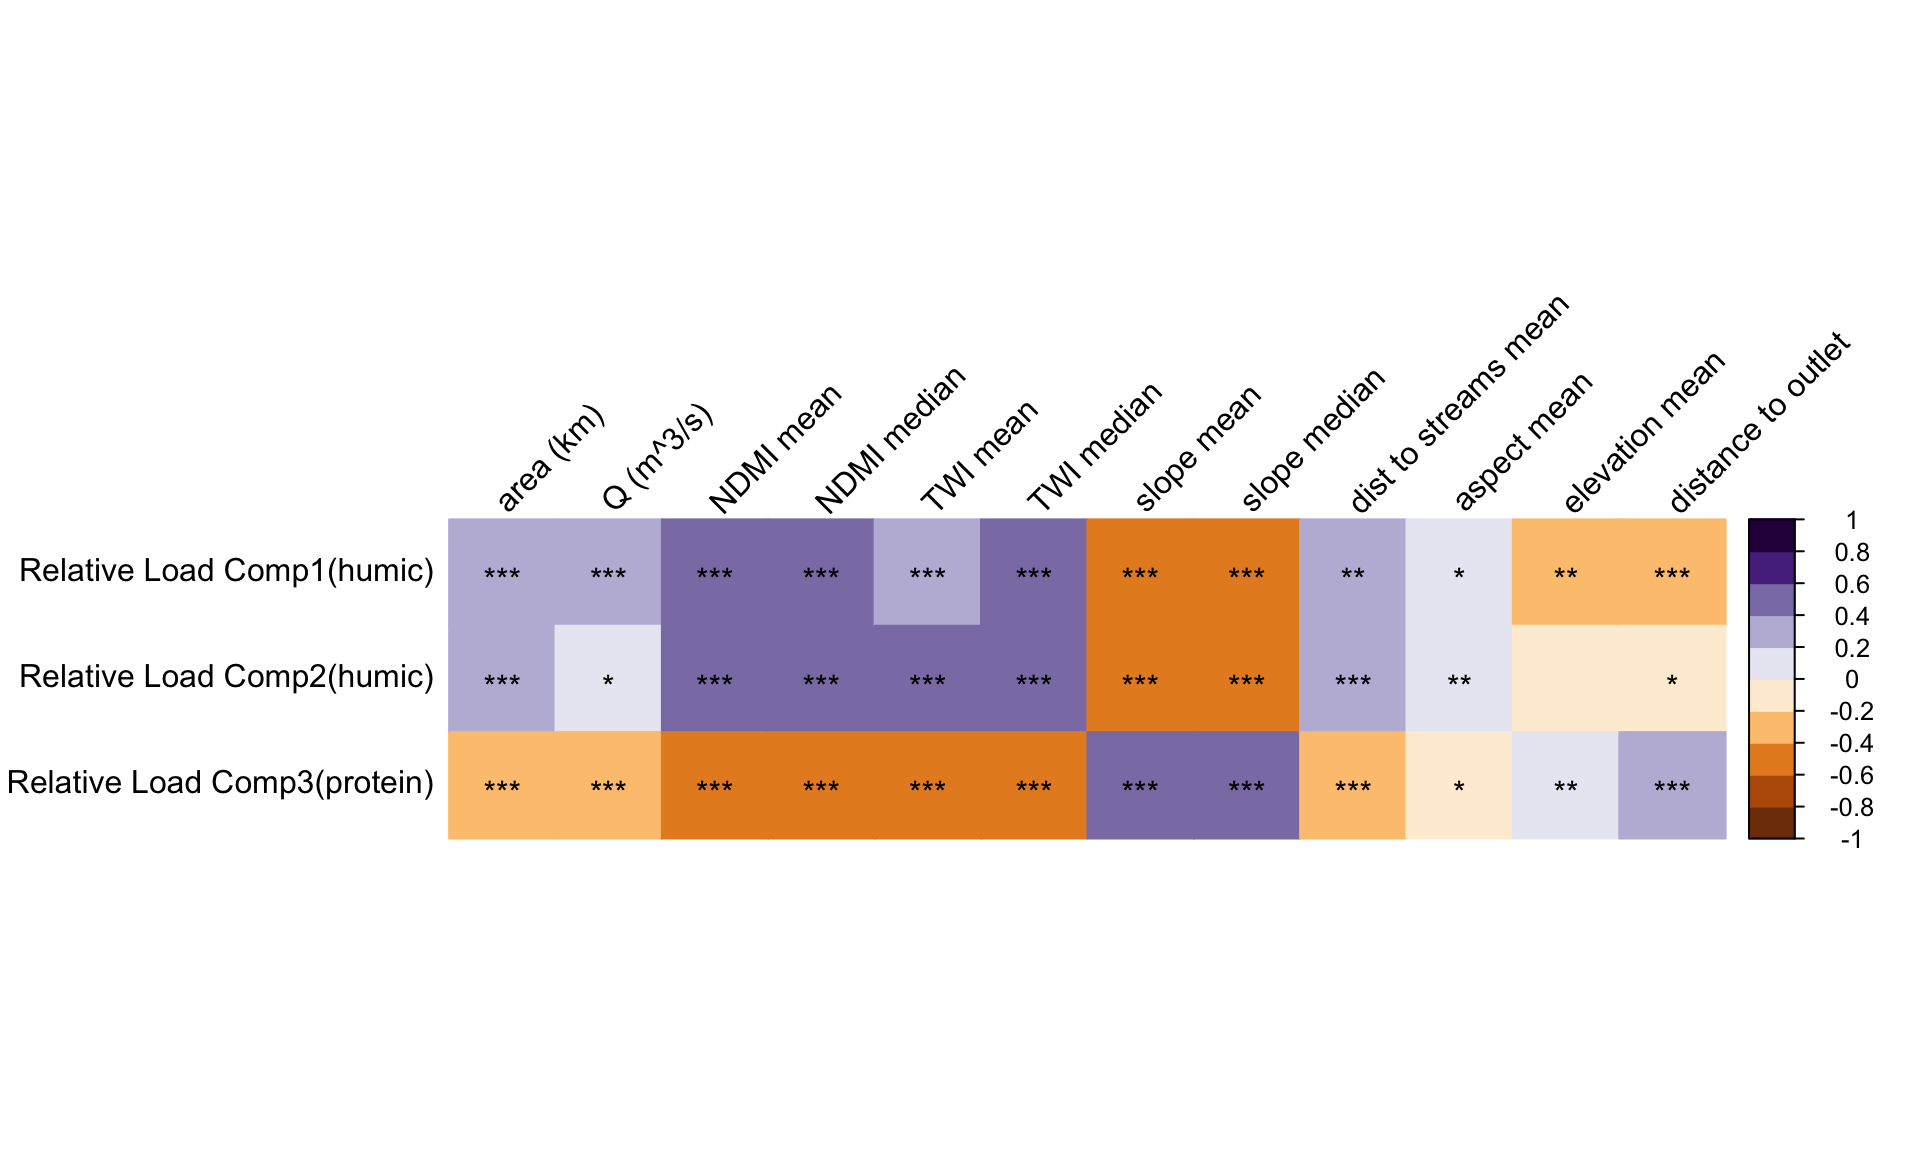 area (km)
Q (m^3/s)
NDMI mean
NDMI median
TWI mean
TWI median
slope mean
slope median
dist to streams mean
aspect mean
elevation mean
distance to outlet
Relative Load Comp1(humic) *** *** *** *** *** *** *** *** ** * ** ***
Relative Load Comp2(humic) *** * *** *** *** *** *** *** *** ** *
Relative Load Comp3(protein) *** *** *** *** *** *** *** *** *** * ** ***
1
0.8
0.6
0.4
0.2
0
-0.2
-0.4
-0.6
-0.8
-1